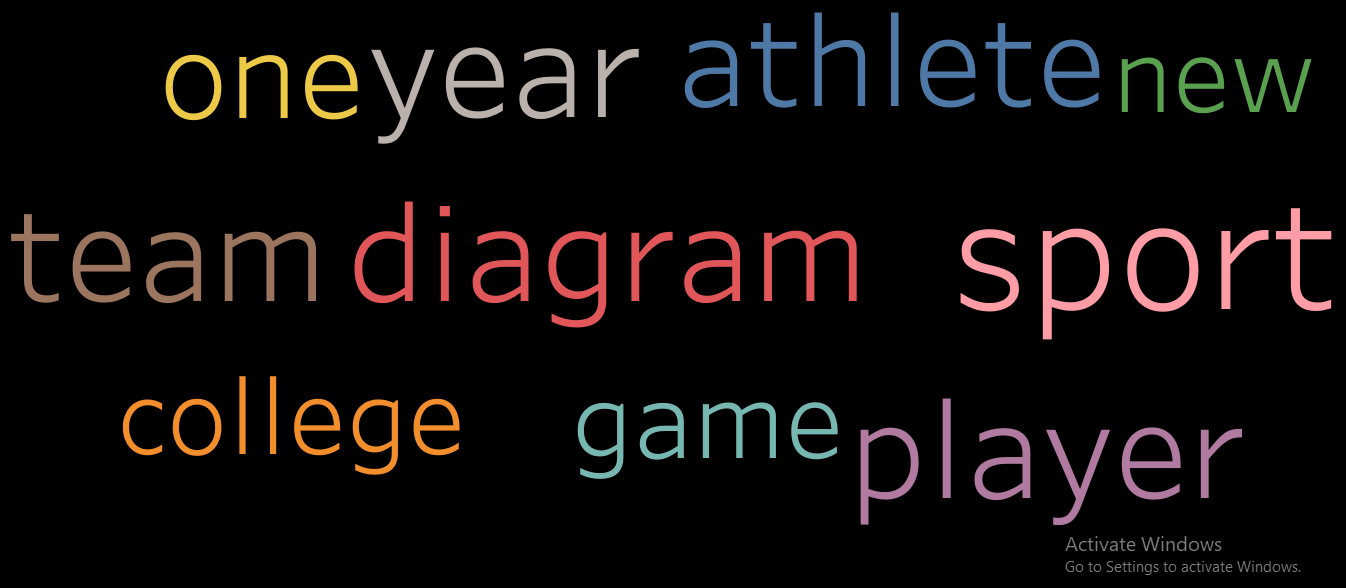 one year athlete new
team diagram sport
college game player
Activate Windows
Go to Settings to activate Windows.